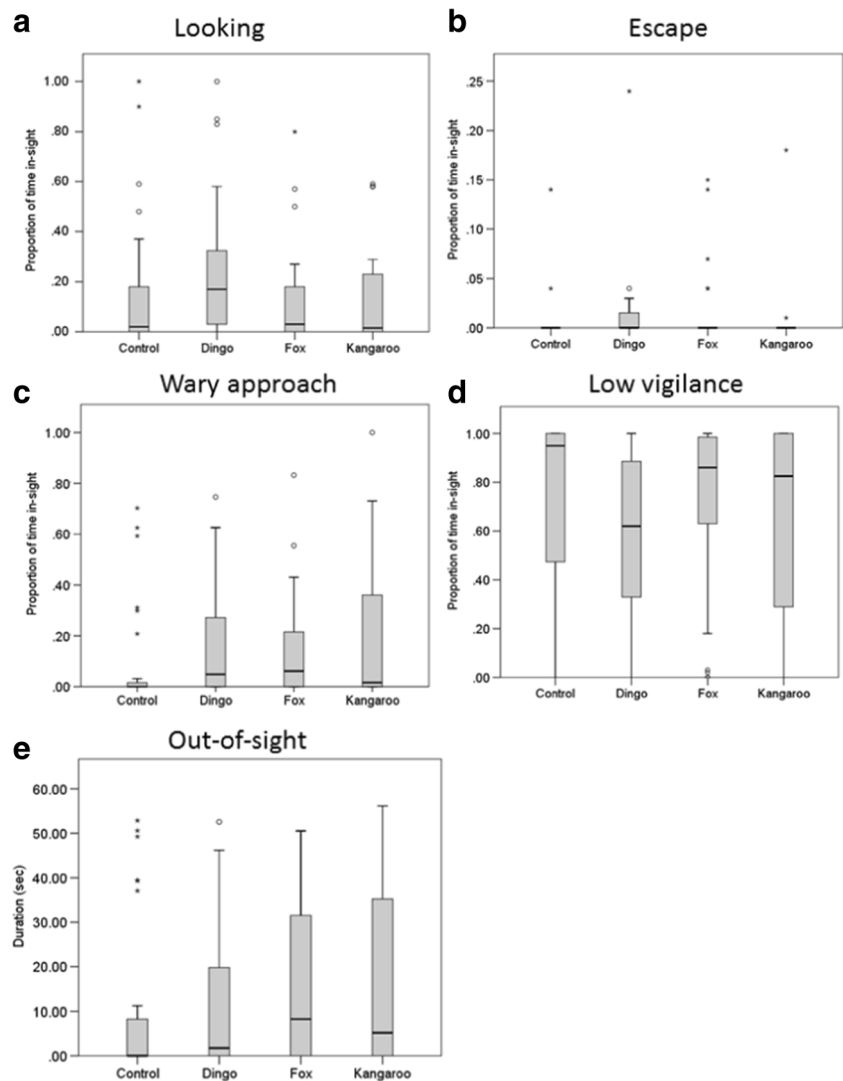 a
Looking
Proportion of time in-sight
1.00
.80
.60
.40
.20
.00
Control Dingo Fox Kangaroo
b
Escape
Proportion of time in-sight
.25
.20
.15
.10
.05
.00
Control Dingo Fox Kangaroo
c
Wary approach
Proportion of time in-sight
1.00
.80
.60
.40
.20
.00
Control Dingo Fox Kangaroo
d
Low vigilance
Proportion of time in-sight
1.00
.80
.60
.40
.20
.00
Control Dingo Fox Kangaroo
e
Out-of-sight
Duration (sec)
60.00
50.00
40.00
30.00
20.00
10.00
.00
Control Dingo Fox Kangaroo